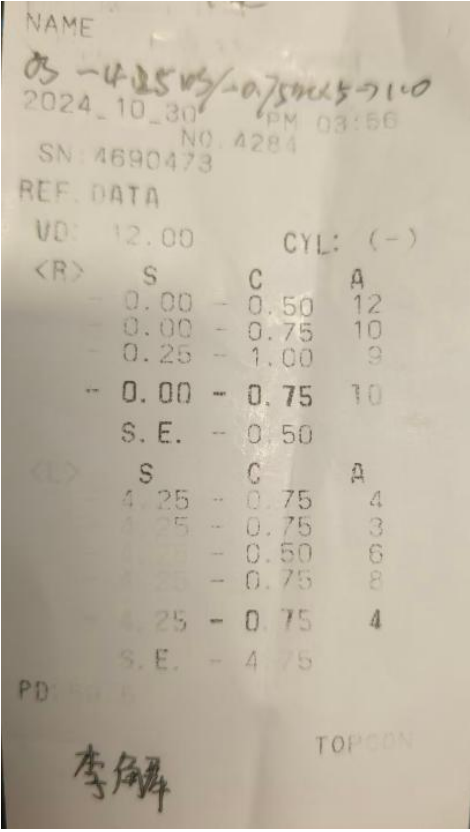 NAME
OS -4.25DS/-0.75DC×5→1.0
2024_10_30 PM 03:56
NO. 4284
SN:4690473
REF. DATA
VD: 12.00 CYL: (-)
<R> S C A
- 0.00 - 0.50 12
- 0.00 - 0.75 10
- 0.25 - 1.00 9
- 0.00 - 0.75 10
S.E. - 0.50
<L> S C A
4.25 - 0.75 4
4.25 - 0.75 3
- 0.50 6
4.25 - 0.75 8
- 4.25 - 0.75 4
S.E. - 4.75
PD:
TOPCON
李解